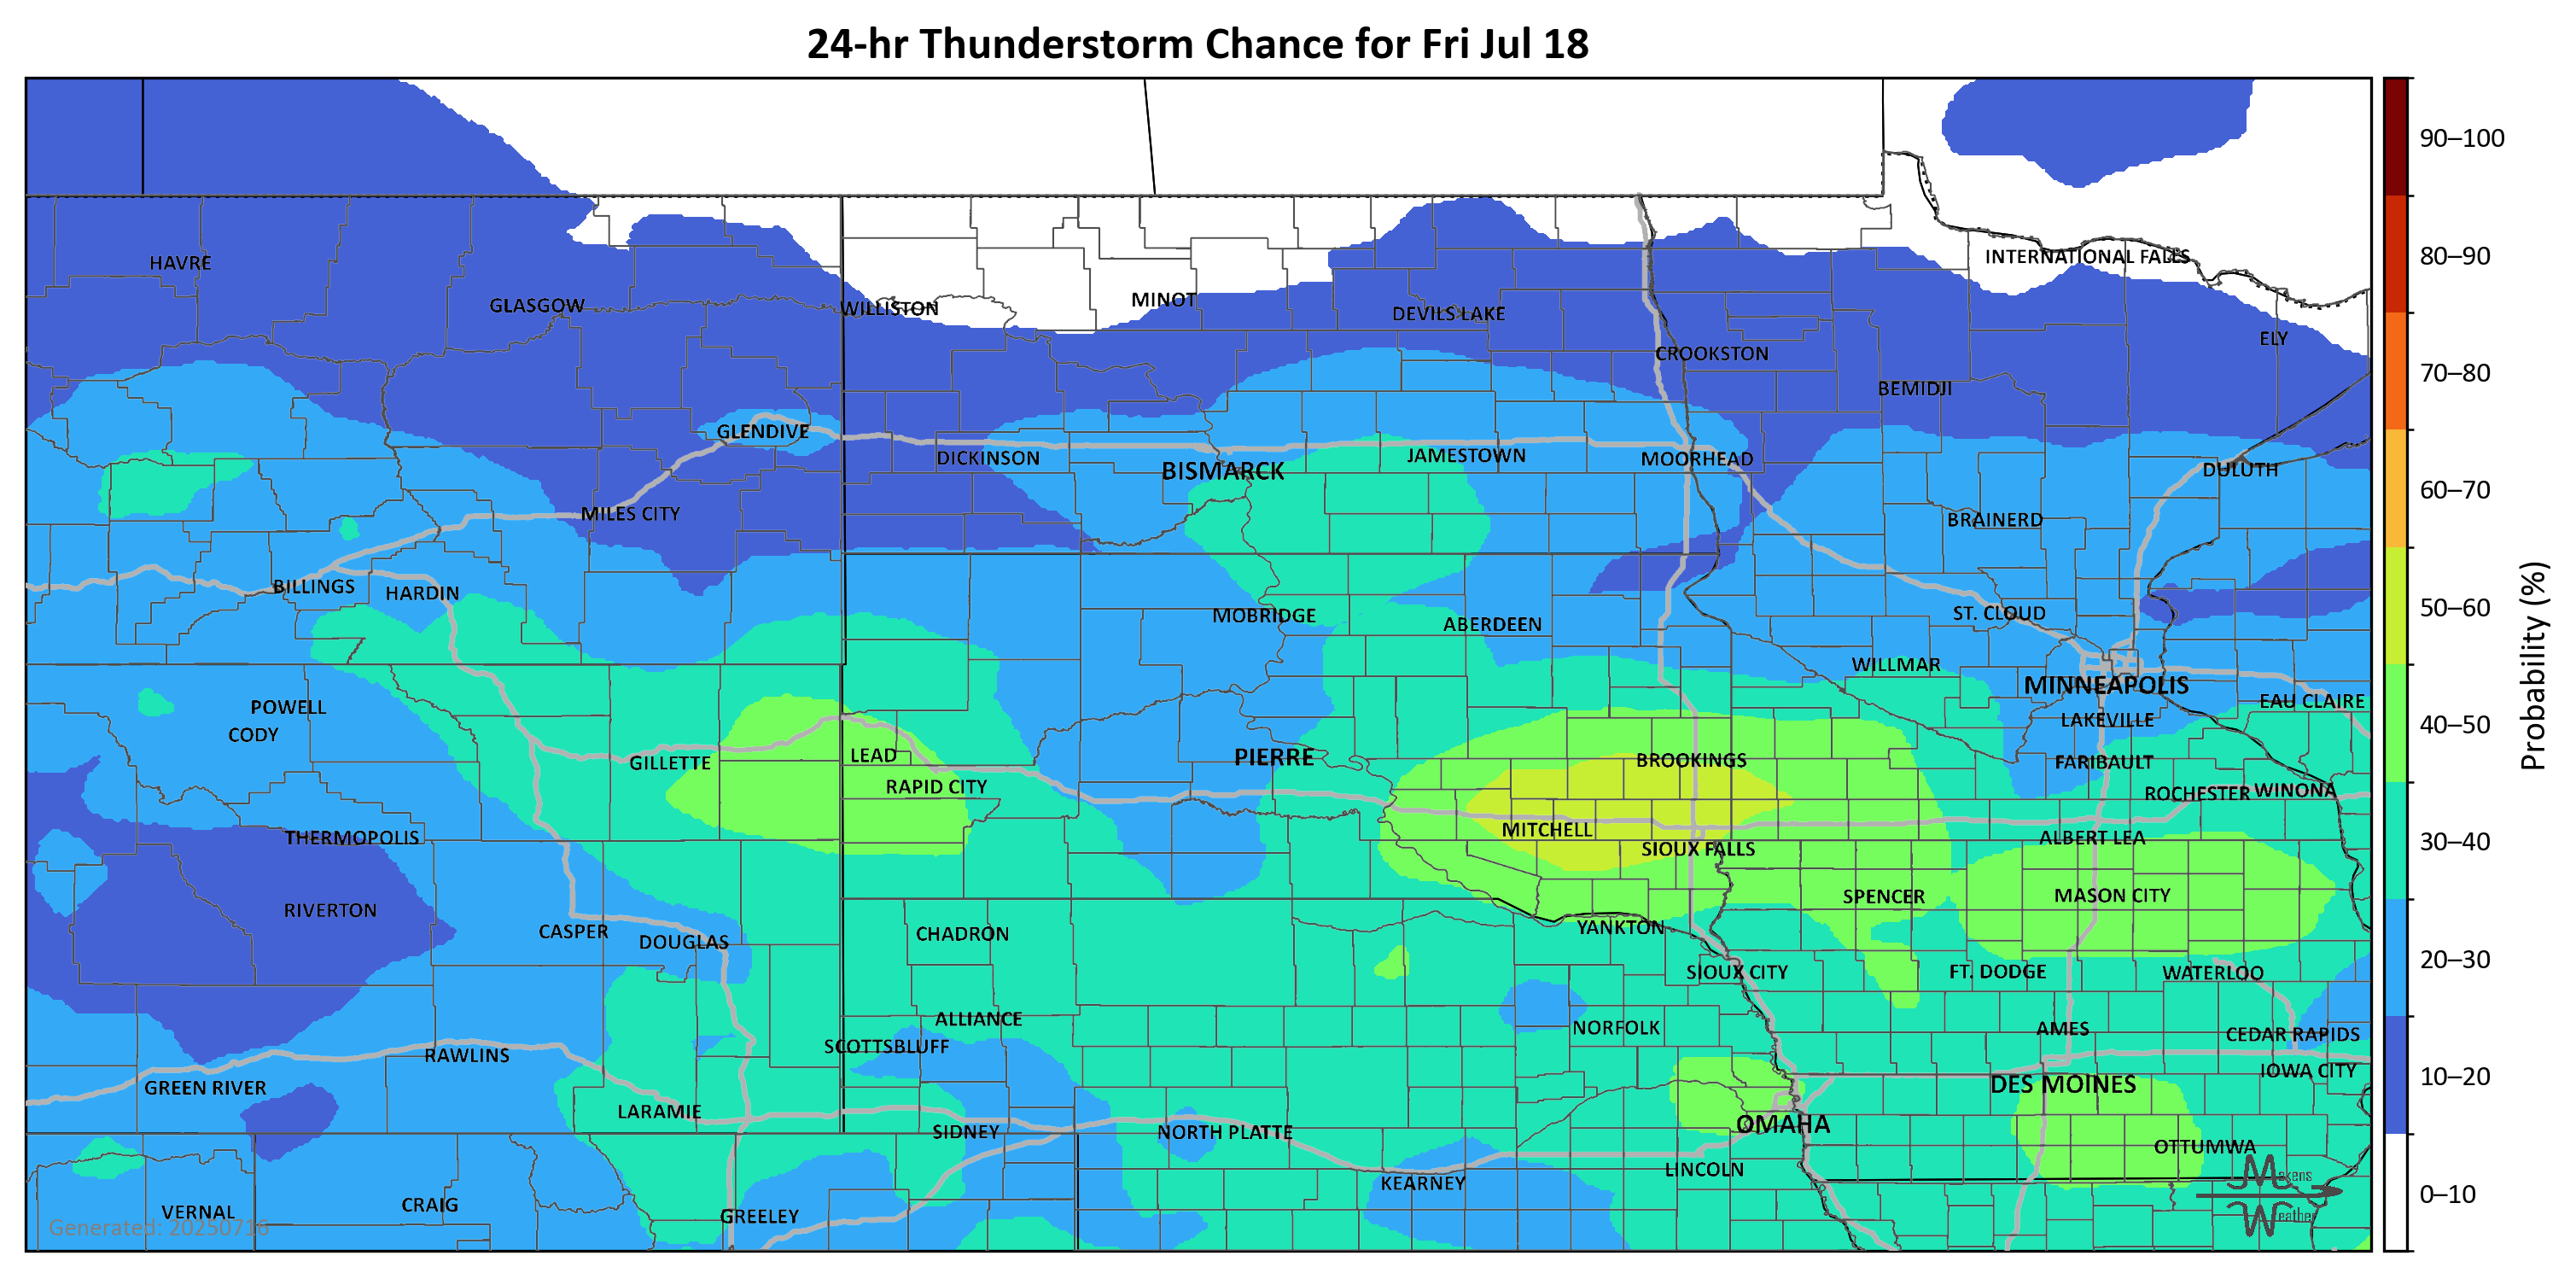 24-hr Thunderstorm Chance for Fri Jul 18
90–100
80–90
70–80
60–70
50–60
40–50
30–40
20–30
10–20
0–10
Probability (%)
HAVRE
INTERNATIONAL FALLS
GLASGOW
WILLISTON
MINOT
DEVILS LAKE
ELY
CROOKSTON
BEMIDJI
GLENDIVE
DICKINSON
BISMARCK
JAMESTOWN
MOORHEAD
DULUTH
MILES CITY
BRAINERD
BILLINGS
HARDIN
MOBRIDGE
ABERDEEN
ST. CLOUD
WILLMAR
MINNEAPOLIS
POWELL
EAU CLAIRE
CODY
LAKEVILLE
GILLETTE
LEAD
PIERRE
BROOKINGS
FARIBAULT
RAPID CITY
ROCHESTER
WINONA
THERMOPOLIS
MITCHELL
SIOUX FALLS
ALBERT LEA
RIVERTON
SPENCER
MASON CITY
CASPER
DOUGLAS
CHADRON
YANKTON
SIOUX CITY
FT. DODGE
WATERLOO
ALLIANCE
NORFOLK
AMES
CEDAR RAPIDS
RAWLINS
SCOTTSBLUFF
GREEN RIVER
DES MOINES
IOWA CITY
LARAMIE
SIDNEY
NORTH PLATTE
OMAHA
OTTUMWA
LINCOLN
KEARNEY
VERNAL
CRAIG
GREELEY
Generated: 20250716
Makens
Weather